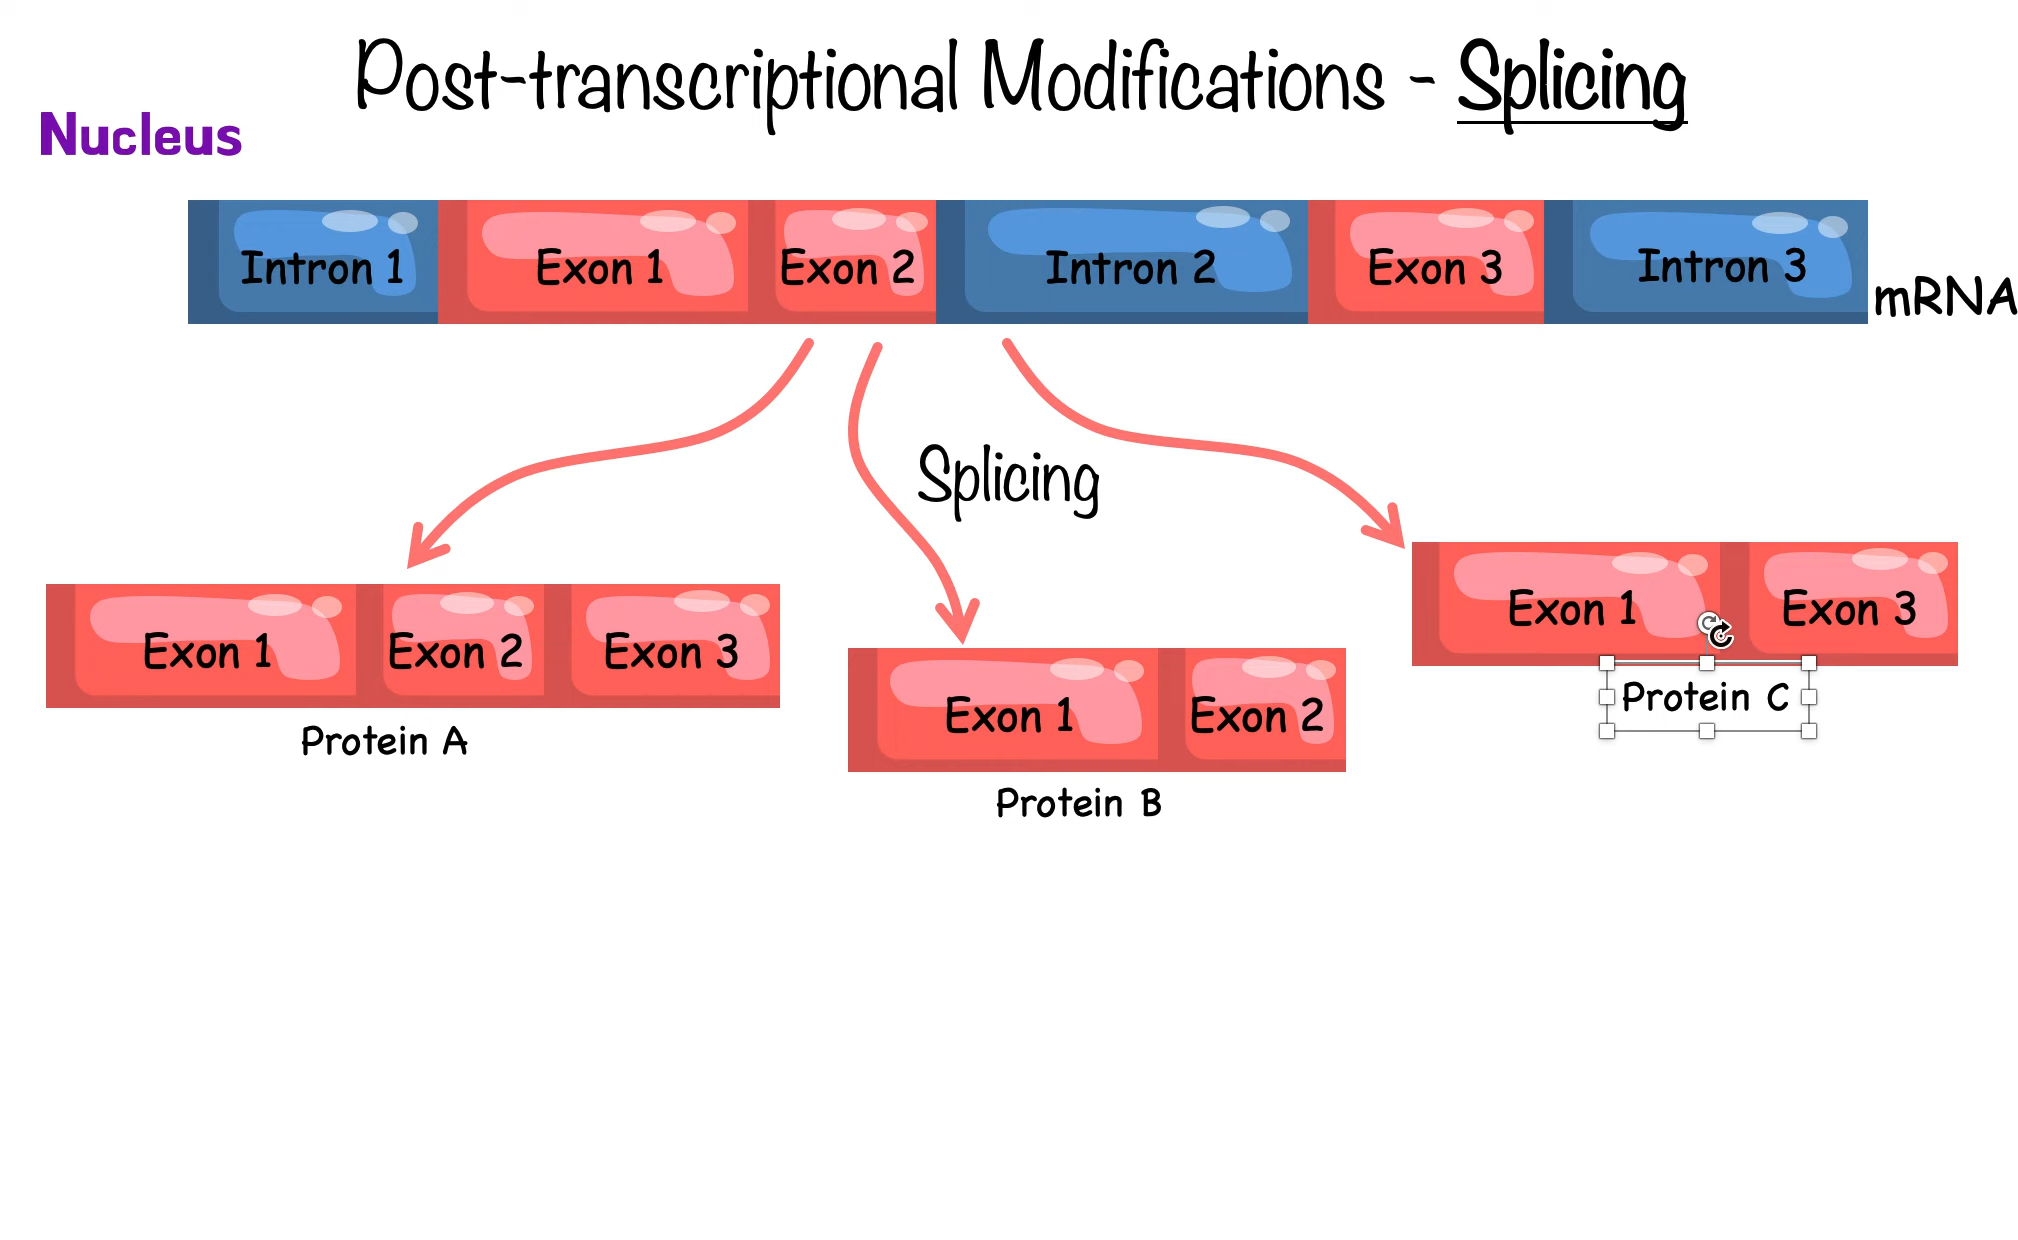 Post-transcriptional Modifications - Splicing
Nucleus
Intron 1 Exon 1 Exon 2 Intron 2 Exon 3 Intron 3
mRNA
Splicing
Exon 1 Exon 3
Protein C
Exon 1 Exon 2 Exon 3
Protein A
Exon 1 Exon 2
Protein B